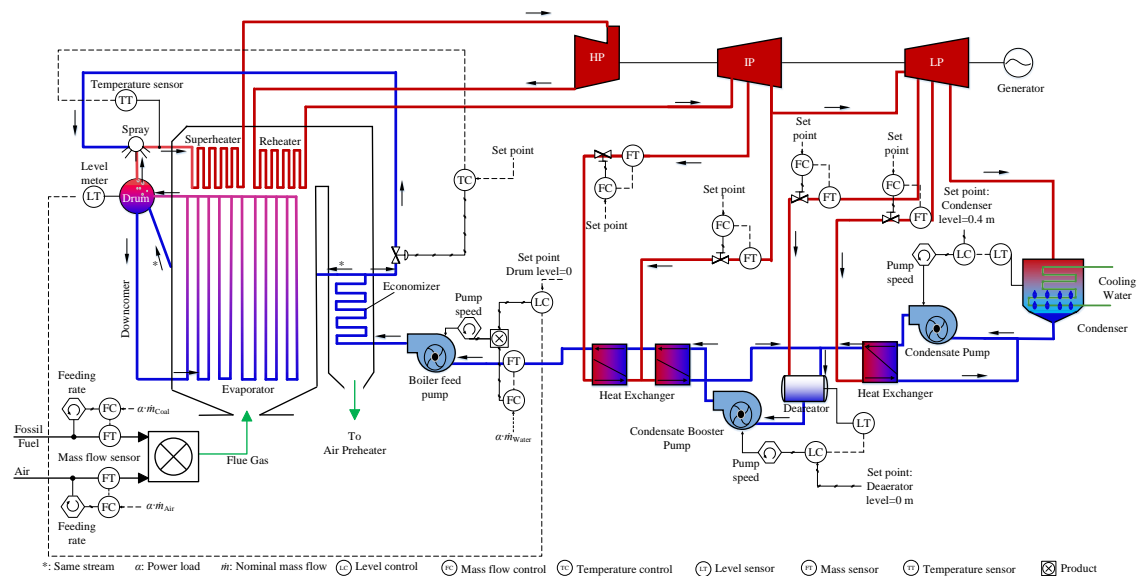 HP
IP
LP
Generator
Temperature sensor
TT
Spray
Superheater
Reheater
Level
meter
LT
Drum
TC
Set point
Set
point
FC
FT
Set
point
FC
FT
Set point
FC
FT
Set point
Set point
FC
FT
Set point:
Condenser
level=0.4 m
Pump
speed
LC
LT
Cooling
Water
Condenser
Condensate Pump
*
*
Downcomer
Economizer
Set point
Drum level=0
LC
Pump
speed
FT
FC
α·ṁWater
Boiler feed
pump
Heat Exchanger
Heat Exchanger
Deareator
LT
Condensate Booster
Pump
Pump
speed
LC
Set point:
Deaerator
level=0 m
Evaporator
Feeding
rate
FC
α·ṁCoal
Fossil
Fuel
FT
Mass flow sensor
Flue Gas
To
Air Preheater
Air
FT
FC
α·ṁAir
Feeding
rate
*: Same stream α: Power load ṁ: Nominal mass flow LC Level control FC Mass flow control TC Temperature control LT Level sensor FT Mass sensor TT Temperature sensor Product